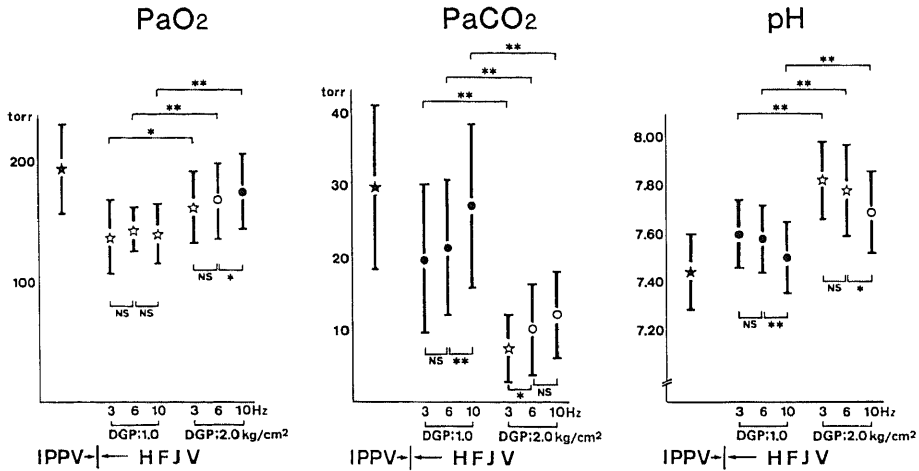 PaO₂
torr
200
100
*
**
**
NS
NS
NS
*
3 6 10 3 6 10Hz
DGP:1.0 DGP:2.0 kg/cm²
IPPV→|← HFJV
PaCO₂
torr
40
30
20
10
**
**
**
NS
**
*
NS
3 6 10 3 6 10Hz
DGP:1.0 DGP:2.0 kg/cm²
IPPV→|← HFJV
pH
8.00
7.80
7.60
7.40
7.20
**
**
**
NS
**
NS
*
3 6 10 3 6 10Hz
DGP:1.0 DGP:2.0 kg/cm²
IPPV→|← HFJV